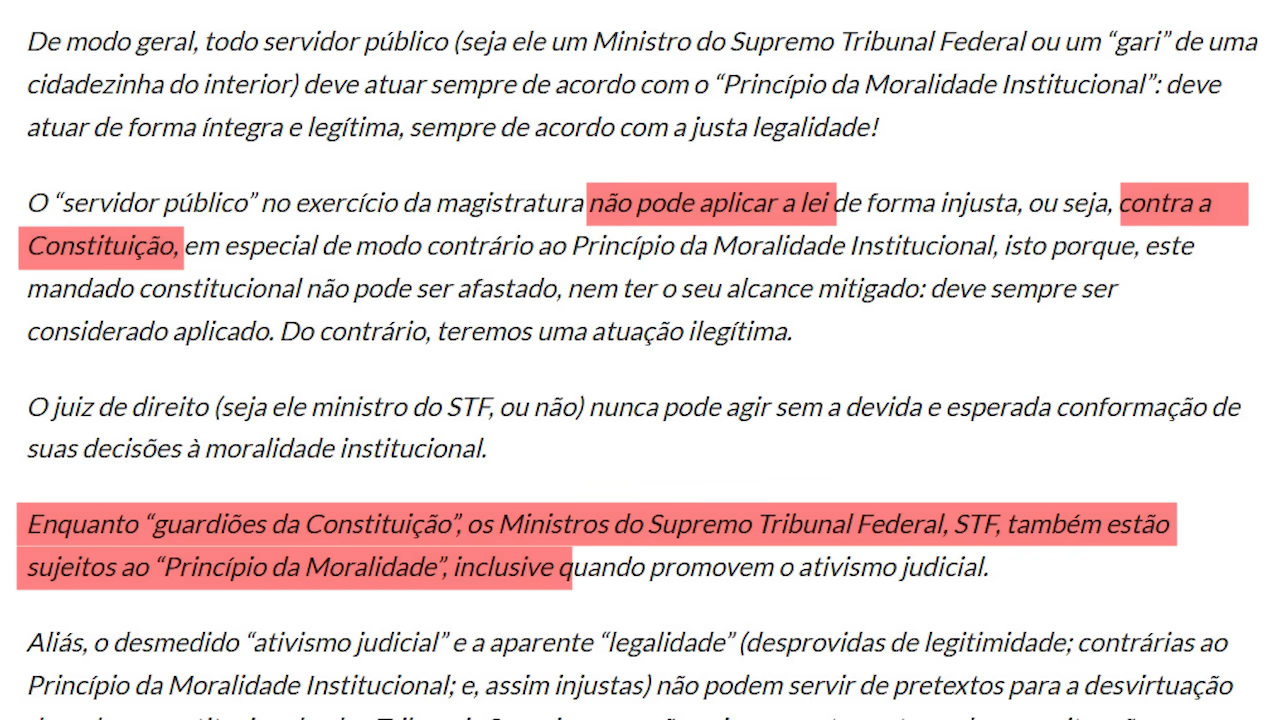 De modo geral, todo servidor público (seja ele um Ministro do Supremo Tribunal Federal ou um “gari” de uma
cidadezinha do interior) deve atuar sempre de acordo com o “Princípio da Moralidade Institucional”: deve
atuar de forma íntegra e legítima, sempre de acordo com a justa legalidade!
O “servidor público” no exercício da magistratura não pode aplicar a lei de forma injusta, ou seja, contra a
Constituição, em especial de modo contrário ao Princípio da Moralidade Institucional, isto porque, este
mandado constitucional não pode ser afastado, nem ter o seu alcance mitigado: deve sempre ser
considerado aplicado. Do contrário, teremos uma atuação ilegítima.
O juiz de direito (seja ele ministro do STF, ou não) nunca pode agir sem a devida e esperada conformação de
suas decisões à moralidade institucional.
Enquanto “guardiões da Constituição”, os Ministros do Supremo Tribunal Federal, STF, também estão
sujeitos ao “Princípio da Moralidade”, inclusive quando promovem o ativismo judicial.
Aliás, o desmedido “ativismo judicial” e a aparente “legalidade” (desprovidas de legitimidade; contrárias ao
Princípio da Moralidade Institucional; e, assim injustas) não podem servir de pretextos para a desvirtuação